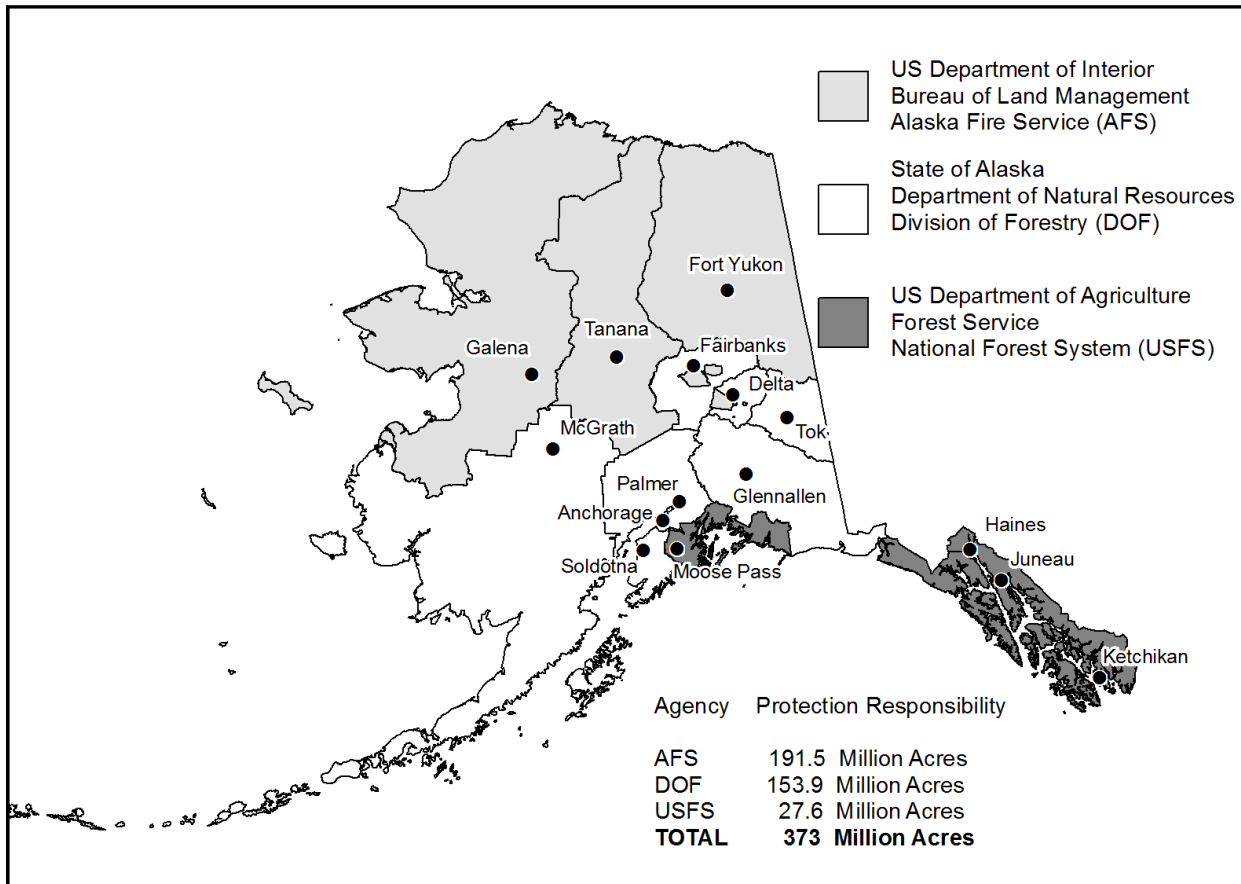 US Department of Interior
Bureau of Land Management
Alaska Fire Service (AFS)
State of Alaska
Department of Natural Resources
Division of Forestry (DOF)
US Department of Agriculture
Forest Service
National Forest System (USFS)
Fort Yukon
Tanana
Fairbanks
Galena
Delta
McGrath
Tok
Palmer
Glennallen
Anchorage
Haines
Soldotna
Moose Pass
Juneau
Ketchikan
Agency Protection Responsibility
AFS 191.5 Million Acres
DOF 153.9 Million Acres
USFS 27.6 Million Acres
TOTAL 373 Million Acres